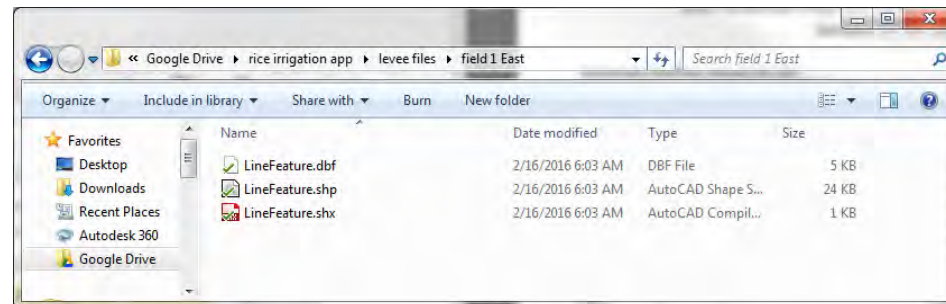 « Google Drive ▸ rice irrigation app ▸ levee files ▸ field 1 East
Search field 1 East
Organize Include in library Share with Burn New folder
Favorites
Desktop
Downloads
Recent Places
Autodesk 360
Google Drive
Name Date modified Type Size
LineFeature.dbf 2/16/2016 6:03 AM DBF File 5 KB
LineFeature.shp 2/16/2016 6:03 AM AutoCAD Shape S... 24 KB
LineFeature.shx 2/16/2016 6:03 AM AutoCAD Compil... 1 KB